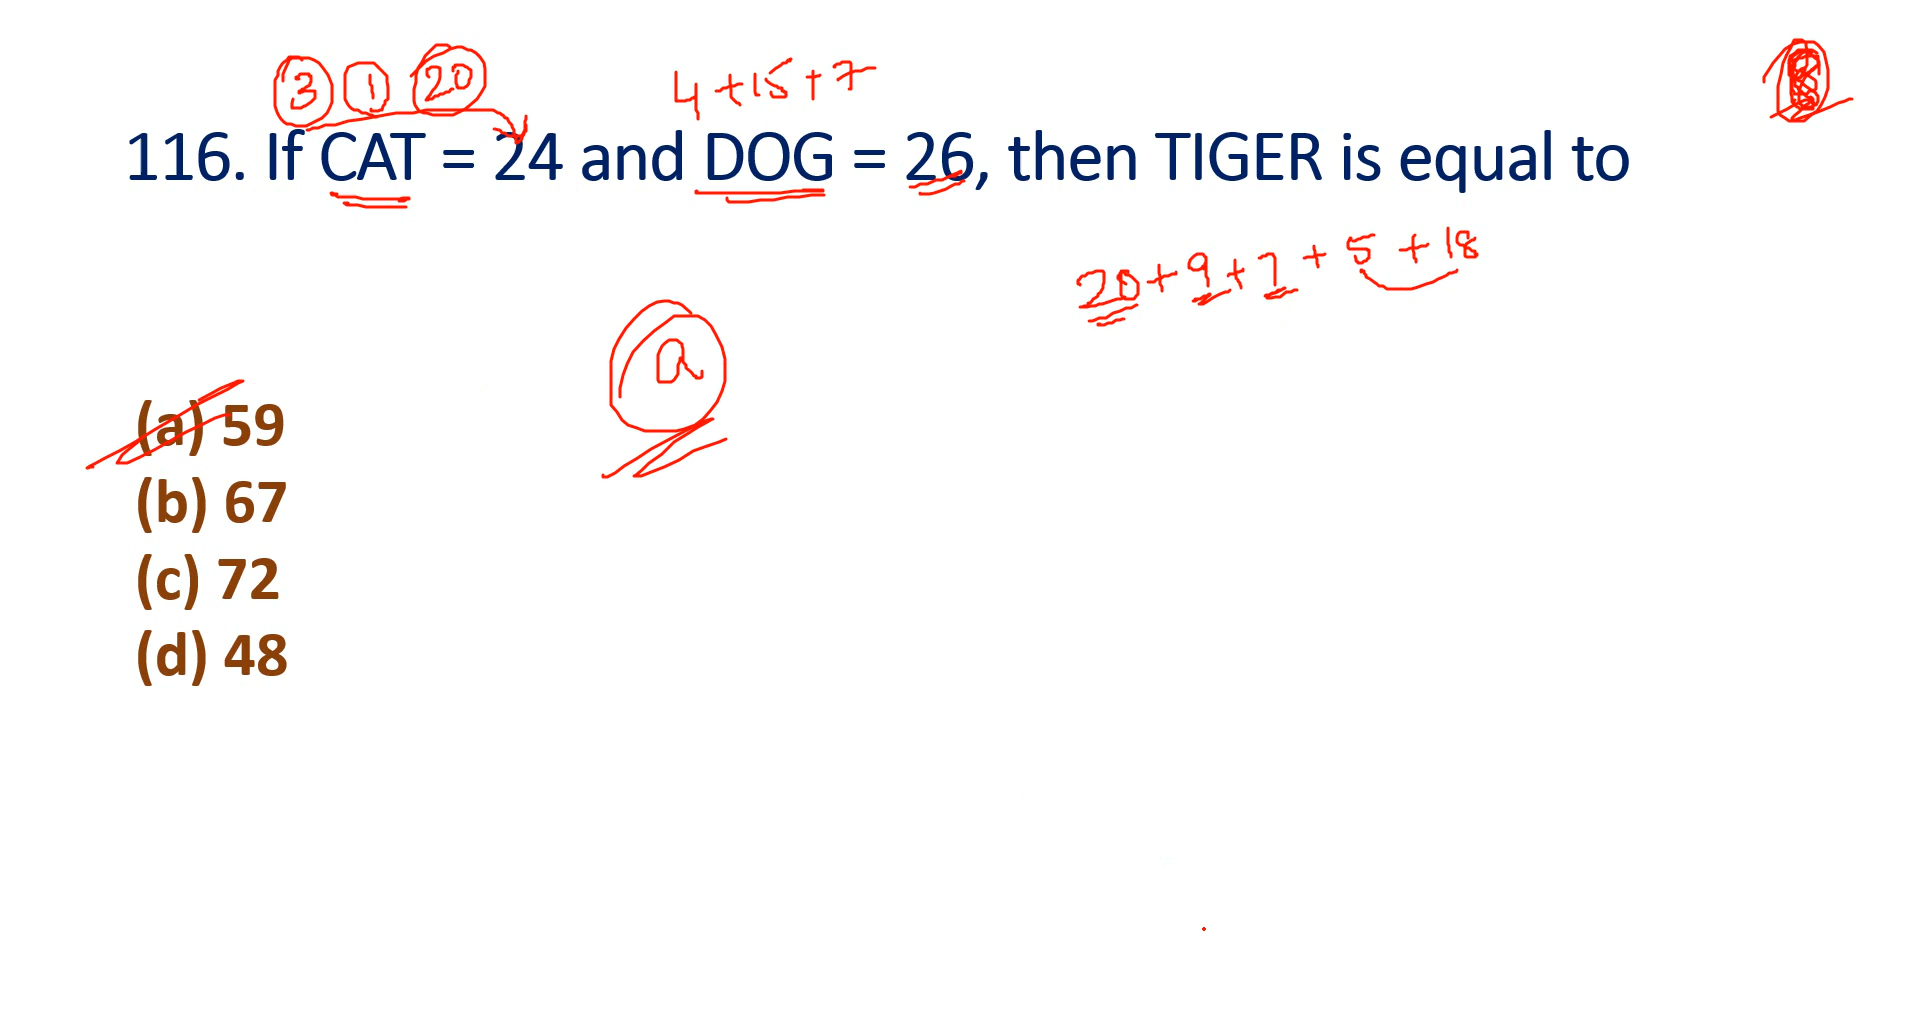 3 1 20 4+15+7
116. If CAT = 24 and DOG = 26, then TIGER is equal to
20+9+7+5+18
a
(a) 59
(b) 67
(c) 72
(d) 48